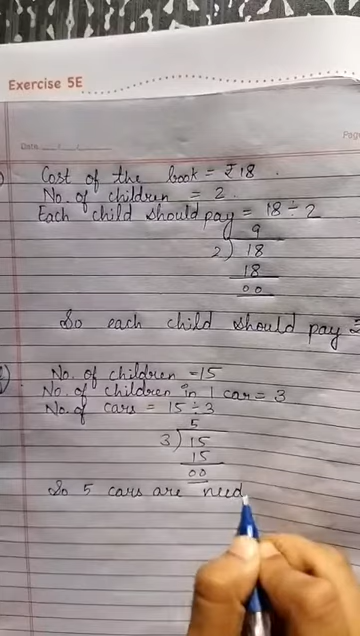 Exercise 5E
Date
Page
Cost of the book = ₹18.
No. of children = 2.
Each child should pay = 18 ÷ 2
9
2) 18
18
00
So each child should pay
No. of children = 15
No. of children in 1 car = 3
No. of cars = 15 ÷ 3
5
3) 15
15
00
So 5 cars are need